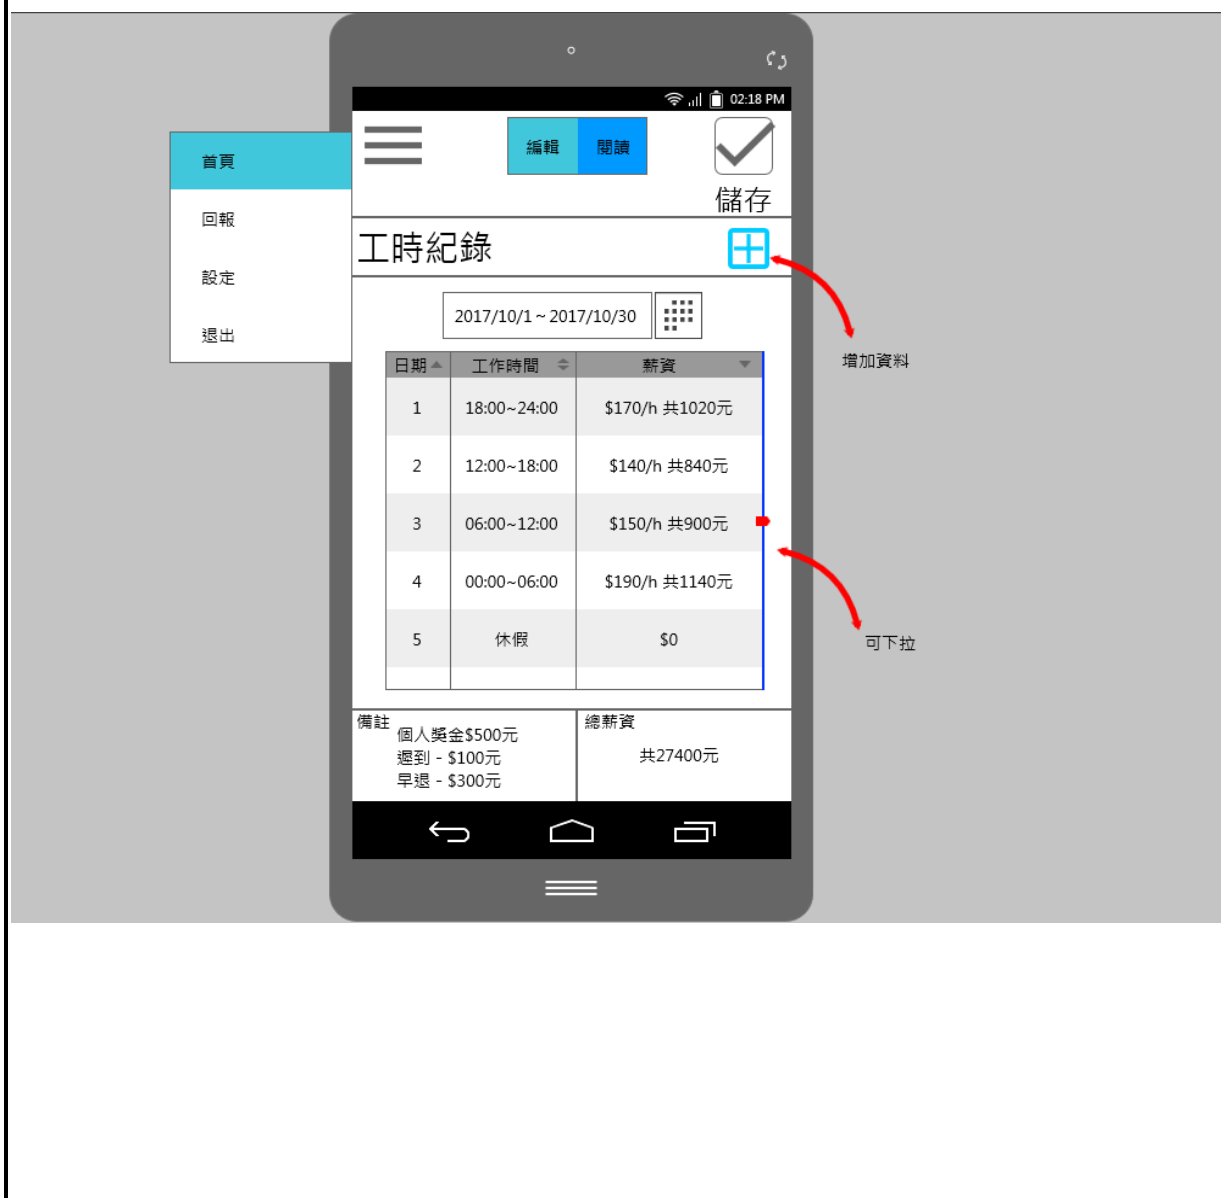 02:18 PM
首頁
回報
設定
退出
編輯
閱讀
儲存
工時紀錄
2017/10/1 ~ 2017/10/30
增加資料
日期 工作時間 薪資
1 18:00~24:00 $170/h 共1020元
2 12:00~18:00 $140/h 共840元
3 06:00~12:00 $150/h 共900元
4 00:00~06:00 $190/h 共1140元
5 休假 $0
可下拉
備註
個人獎金$500元
遲到 - $100元
早退 - $300元
總薪資
共27400元